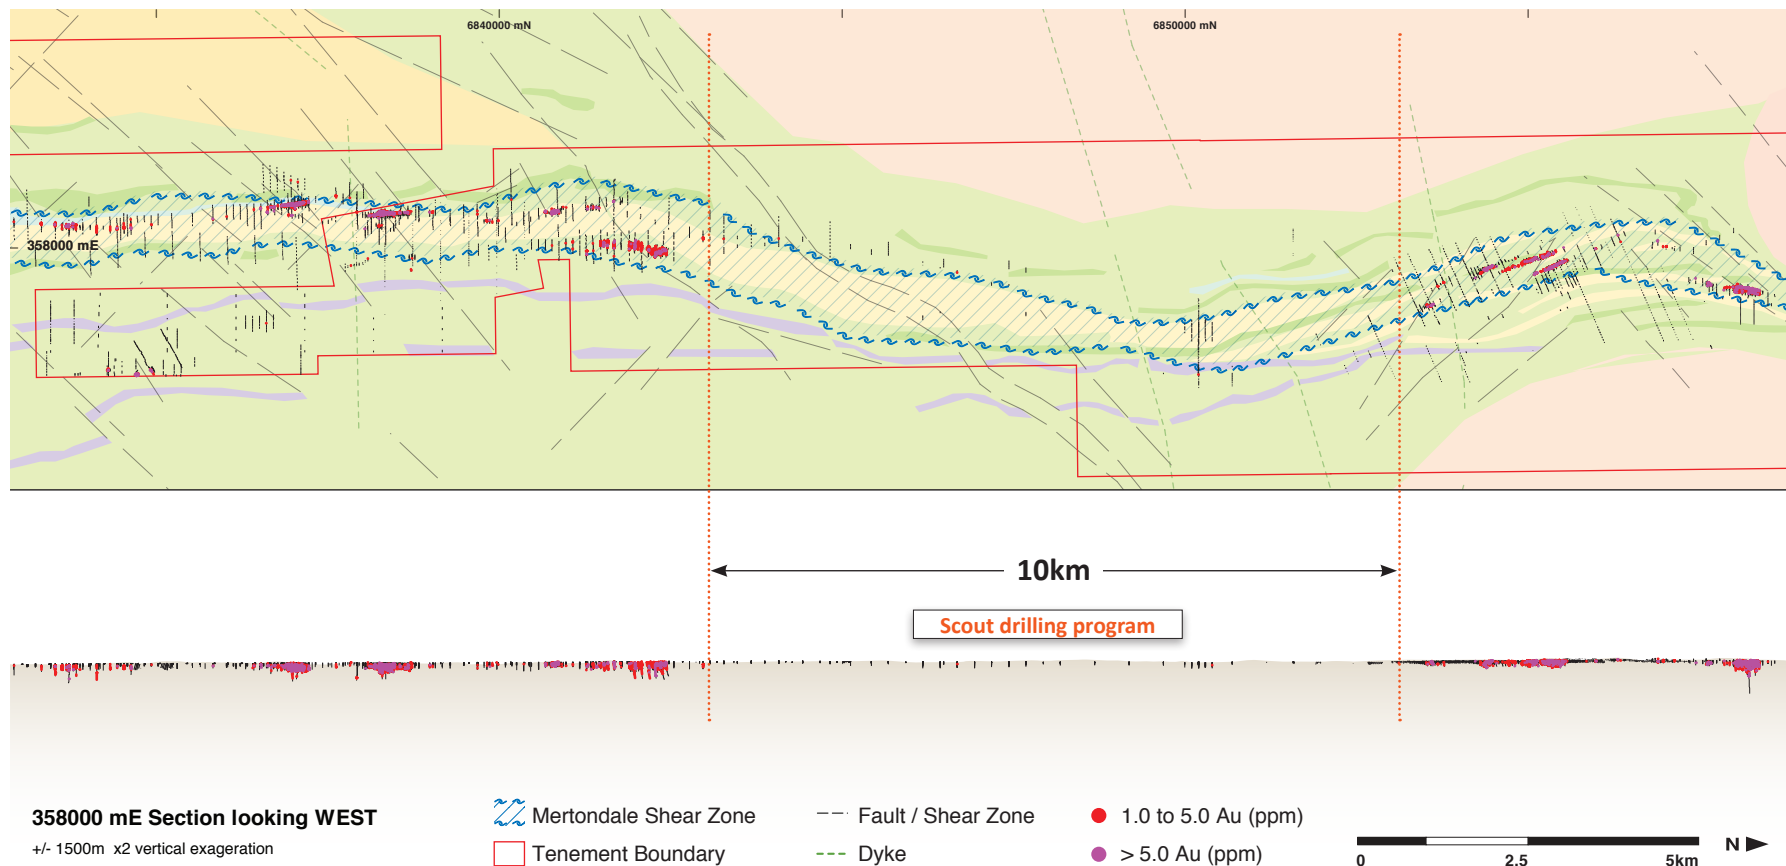 6840000 mN
6850000 mN
358000 mE
10km
Scout drilling program
358000 mE Section looking WEST
+/- 1500m x2 vertical exageration
Mertondale Shear Zone
Tenement Boundary
Fault / Shear Zone
Dyke
1.0 to 5.0 Au (ppm)
> 5.0 Au (ppm)
0
2.5
5km
N